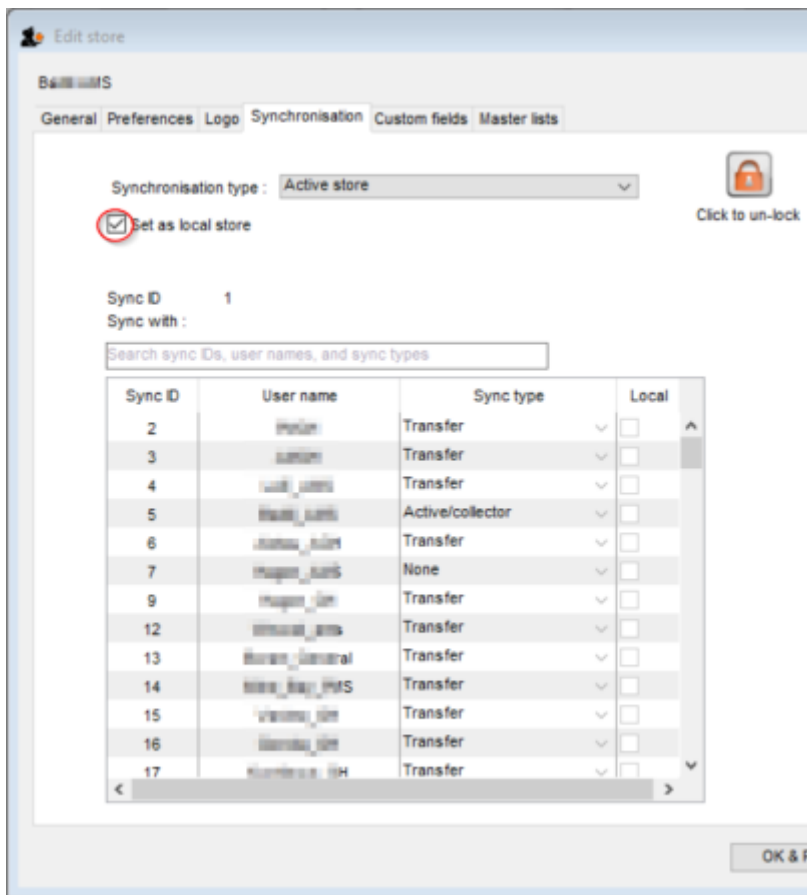 Edit store
General Preferences Logo Synchronisation Custom fields Master lists
Synchronisation type : Active store
Set as local store
Click to un-lock
Sync ID 1
Sync with :
Search sync IDs, user names, and sync types
Sync ID User name Sync type Local
2 Transfer
3 Transfer
4 Transfer
5 Active/collector
6 Transfer
7 None
9 Transfer
12 Transfer
13 Transfer
14 Transfer
15 Transfer
16 Transfer
17 Transfer
OK &